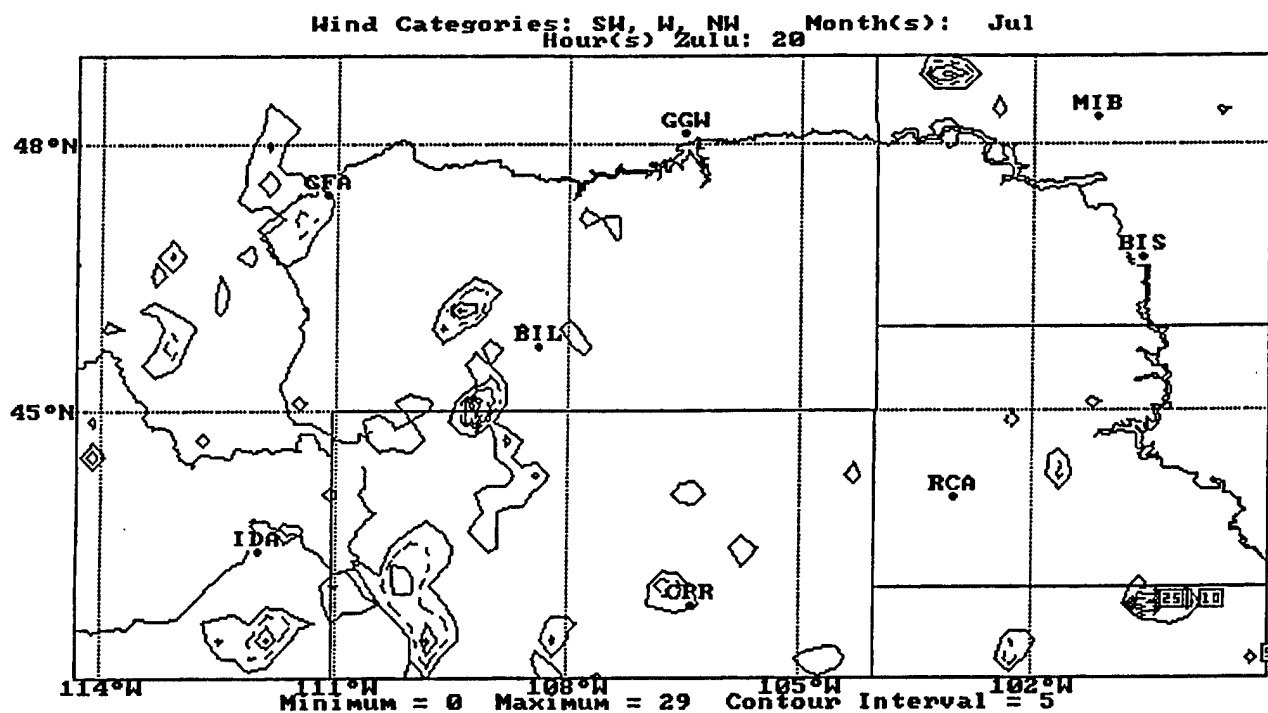 Wind Categories: SW, W, NW Month(s): Jul
Hour(s) Zulu: 20
MIB
GGW
48°N
GFA
BIS
BIL
45°N
RCA
IDA
CPR
25 10
114°W 111°W 108°W 105°W 102°W
Minimum = 0 Maximum = 29 Contour Interval = 5